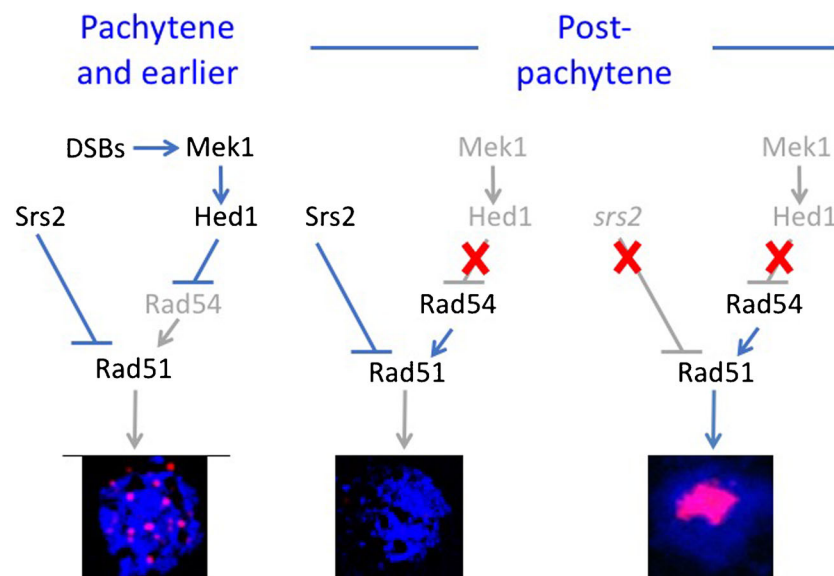 Pachytene
and earlier
Post-
pachytene
DSBs
Mek1
Srs2
Hed1
Rad54
Rad51
Mek1
Srs2
Hed1
Rad54
Rad51
Mek1
srs2
Hed1
Rad54
Rad51